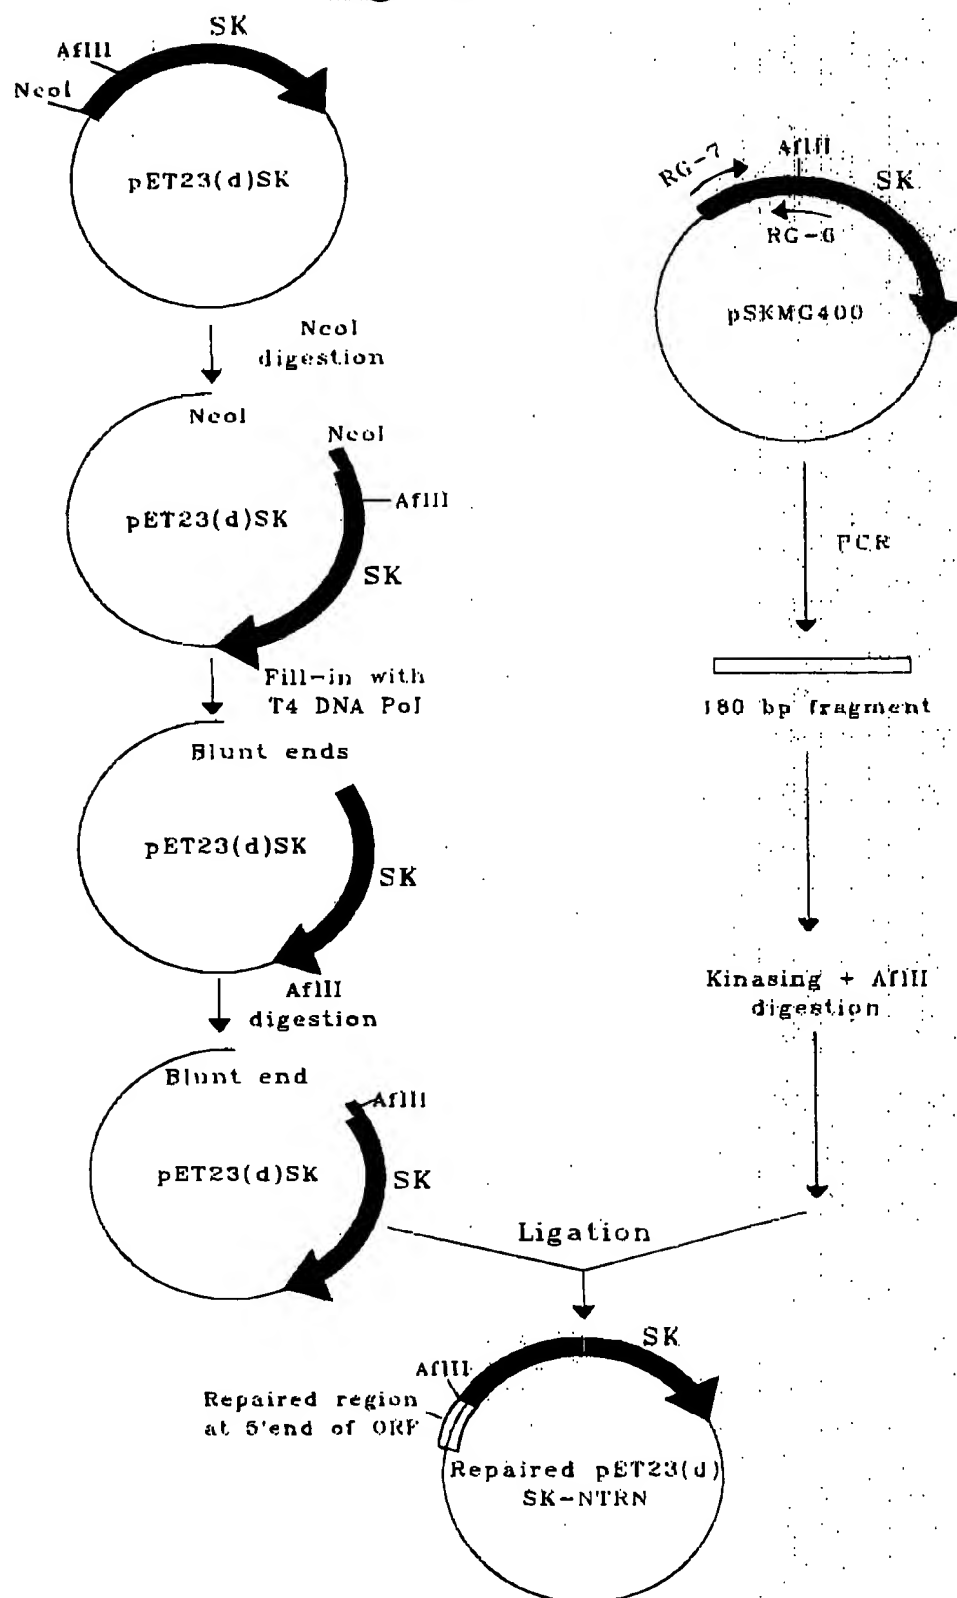 SK
AflII
NcoI
pET23(d)SK
NcoI
digestion
NcoI
NcoI
AflII
pET23(d)SK
SK
Fill-in with
T4 DNA Pol
Blunt ends
pET23(d)SK
SK
AflII
digestion
Blunt end
AflII
pET23(d)SK
SK
RG-7
AflII
SK
RG-6
pSKMG400
PCR
180 bp fragment
Kinasing + AflII
digestion
Ligation
SK
AflII
Repaired region
at 5'end of ORF
Repaired pET23(d)
SK-NTRN